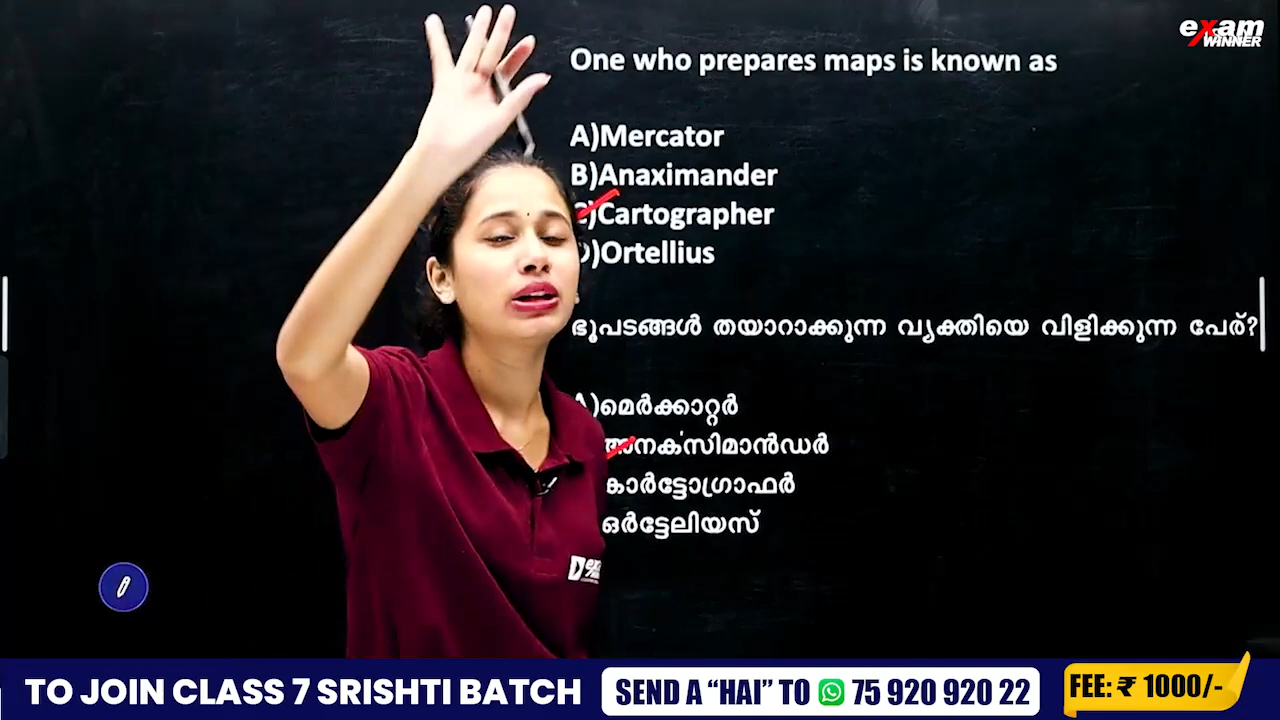 exam
WINNER
One who prepares maps is known as
A)Mercator
B)Anaximander
C)Cartographer
D)Ortellius
ഭൂപടങ്ങൾ തയാറാക്കുന്ന വ്യക്തിയെ വിളിക്കുന്ന പേര്?
A)മെർക്കാറ്റർ
അനക്സിമാൻഡർ
കാർട്ടോഗ്രാഫർ
ഒർട്ടേലിയസ്
TO JOIN CLASS 7 SRISHTI BATCH
SEND A “HAI” TO 75 920 920 22
FEE: ₹ 1000/-